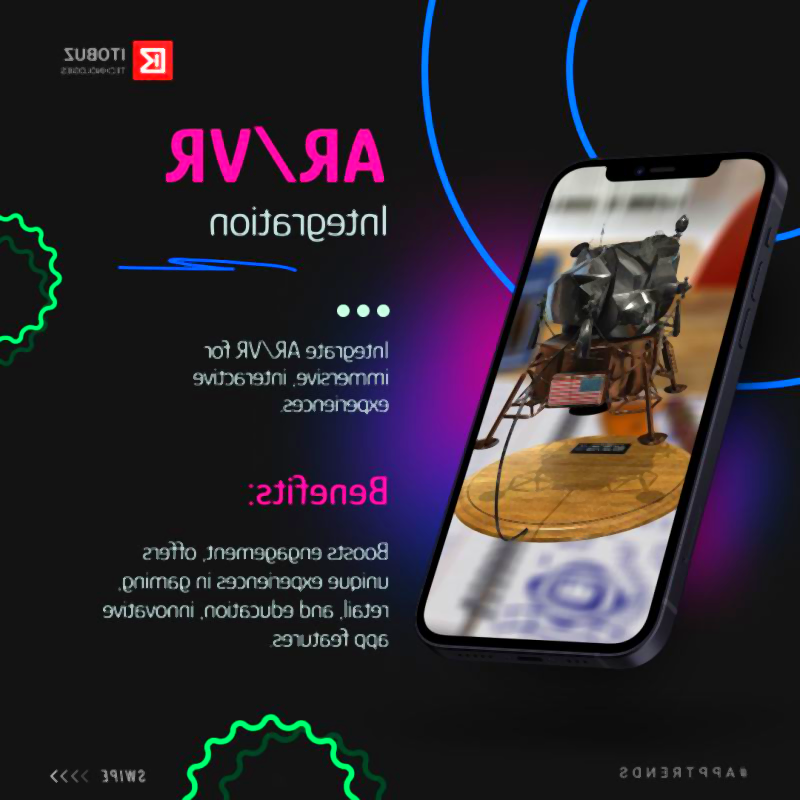 ITOBUZ
TECHNOLOGIES
AR/VR
Integration
Integrate AR/VR for
immersive, interactive
experiences.
Benefits:
Boosts engagement, offers
unique experiences in gaming,
retail, and education, innovative
app features.
#APPTRENDS
SWIPE >>>>